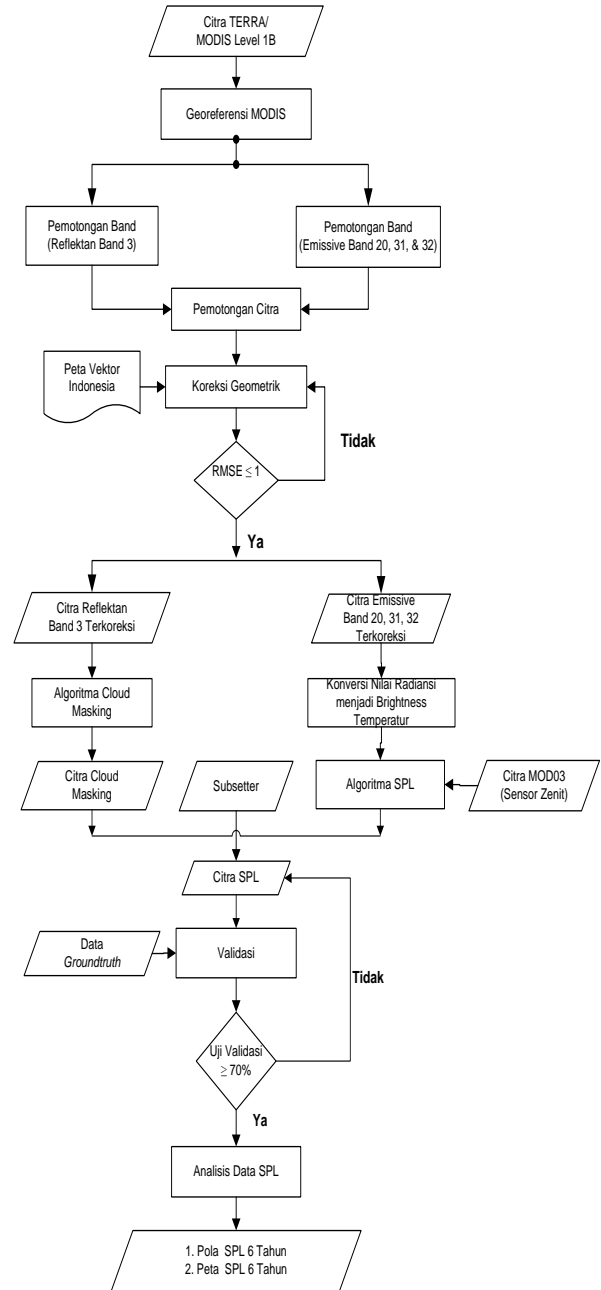 Citra TERRA/
MODIS Level 1B
Georeferensi MODIS
Pemotongan Band
(Reflektan Band 3)
Pemotongan Band
(Emissive Band 20, 31, & 32)
Pemotongan Citra
Peta Vektor
Indonesia
Koreksi Geometrik
Tidak
RMSE ≤ 1
Ya
Citra Reflektan
Band 3 Terkoreksi
Citra Emissive
Band 20, 31, 32
Terkoreksi
Algoritma Cloud
Masking
Konversi Nilai Radiansi
menjadi Brightness
Temperatur
Citra Cloud
Masking
Subsetter
Algoritma SPL
Citra MOD03
(Sensor Zenit)
Citra SPL
Data
Groundtruth
Validasi
Tidak
Uji Validasi
≥ 70%
Ya
Analisis Data SPL
1. Pola SPL 6 Tahun
2. Peta SPL 6 Tahun